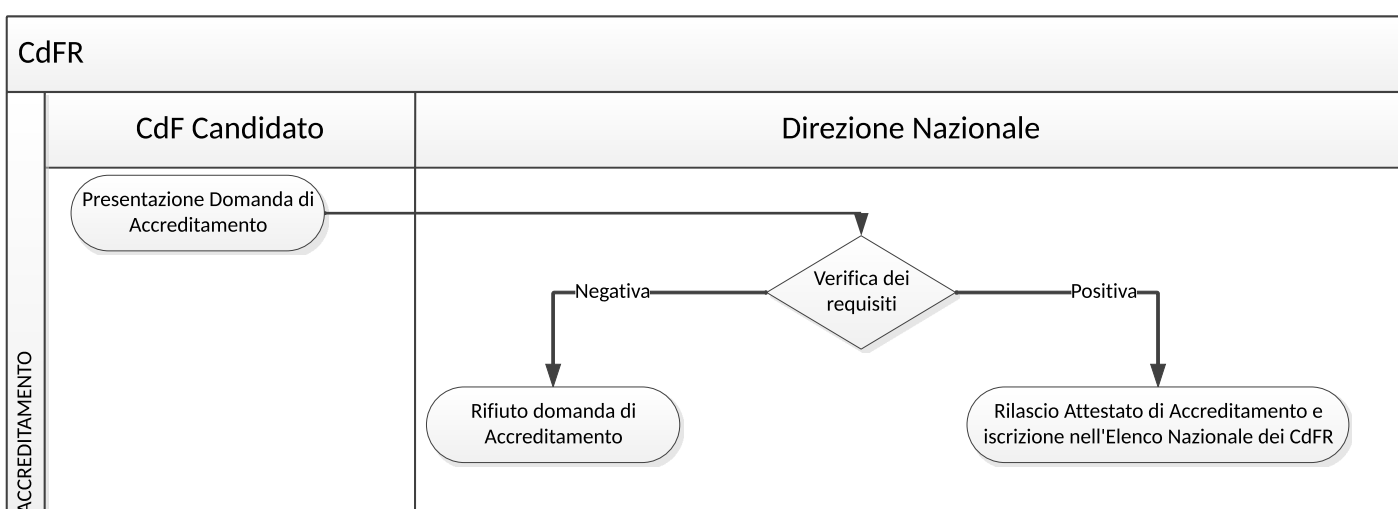 CdFR
CdF Candidato
Direzione Nazionale
Presentazione Domanda di
Accreditamento
Verifica dei
requisiti
Negativa
Positiva
Rifiuto domanda di
Accreditamento
Rilascio Attestato di Accreditamento e
iscrizione nell'Elenco Nazionale dei CdFR
ACCREDITAMENTO